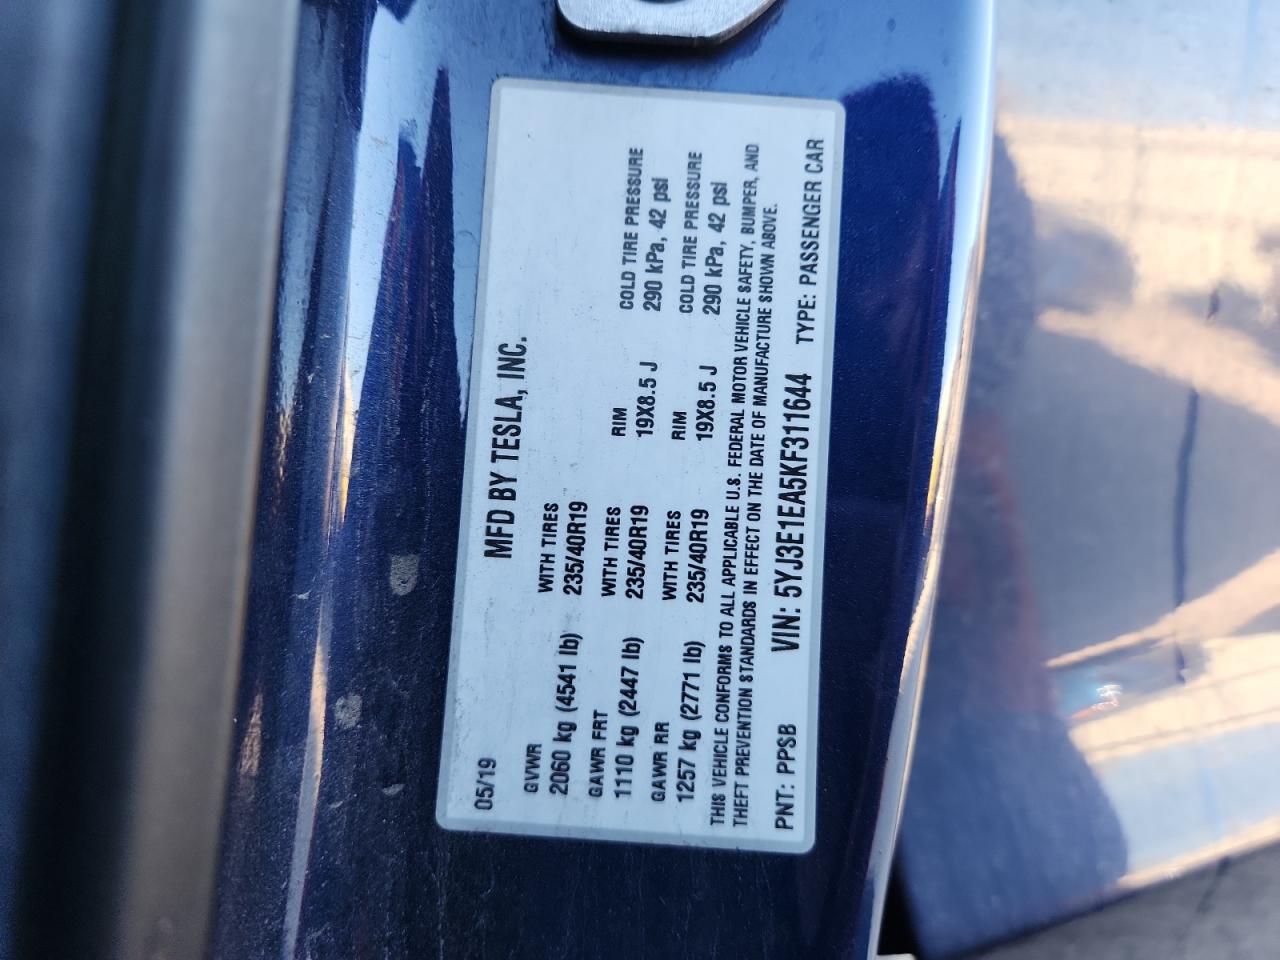 MFD BY TESLA, INC.
05/19
GVWR
2060 kg (4541 lb)
WITH TIRES
235/40R19
GAWR FRT
1110 kg (2447 lb)
WITH TIRES
235/40R19
RIM
19X8.5 J
COLD TIRE PRESSURE
290 kPa, 42 psi
GAWR RR
1257 kg (2771 lb)
WITH TIRES
235/40R19
RIM
19X8.5 J
COLD TIRE PRESSURE
290 kPa, 42 psi
THIS VEHICLE CONFORMS TO ALL APPLICABLE U.S. FEDERAL MOTOR VEHICLE SAFETY, BUMPER, AND
THEFT PREVENTION STANDARDS IN EFFECT ON THE DATE OF MANUFACTURE SHOWN ABOVE.
PNT: PPSB VIN: 5YJ3E1EA5KF311644 TYPE: PASSENGER CAR